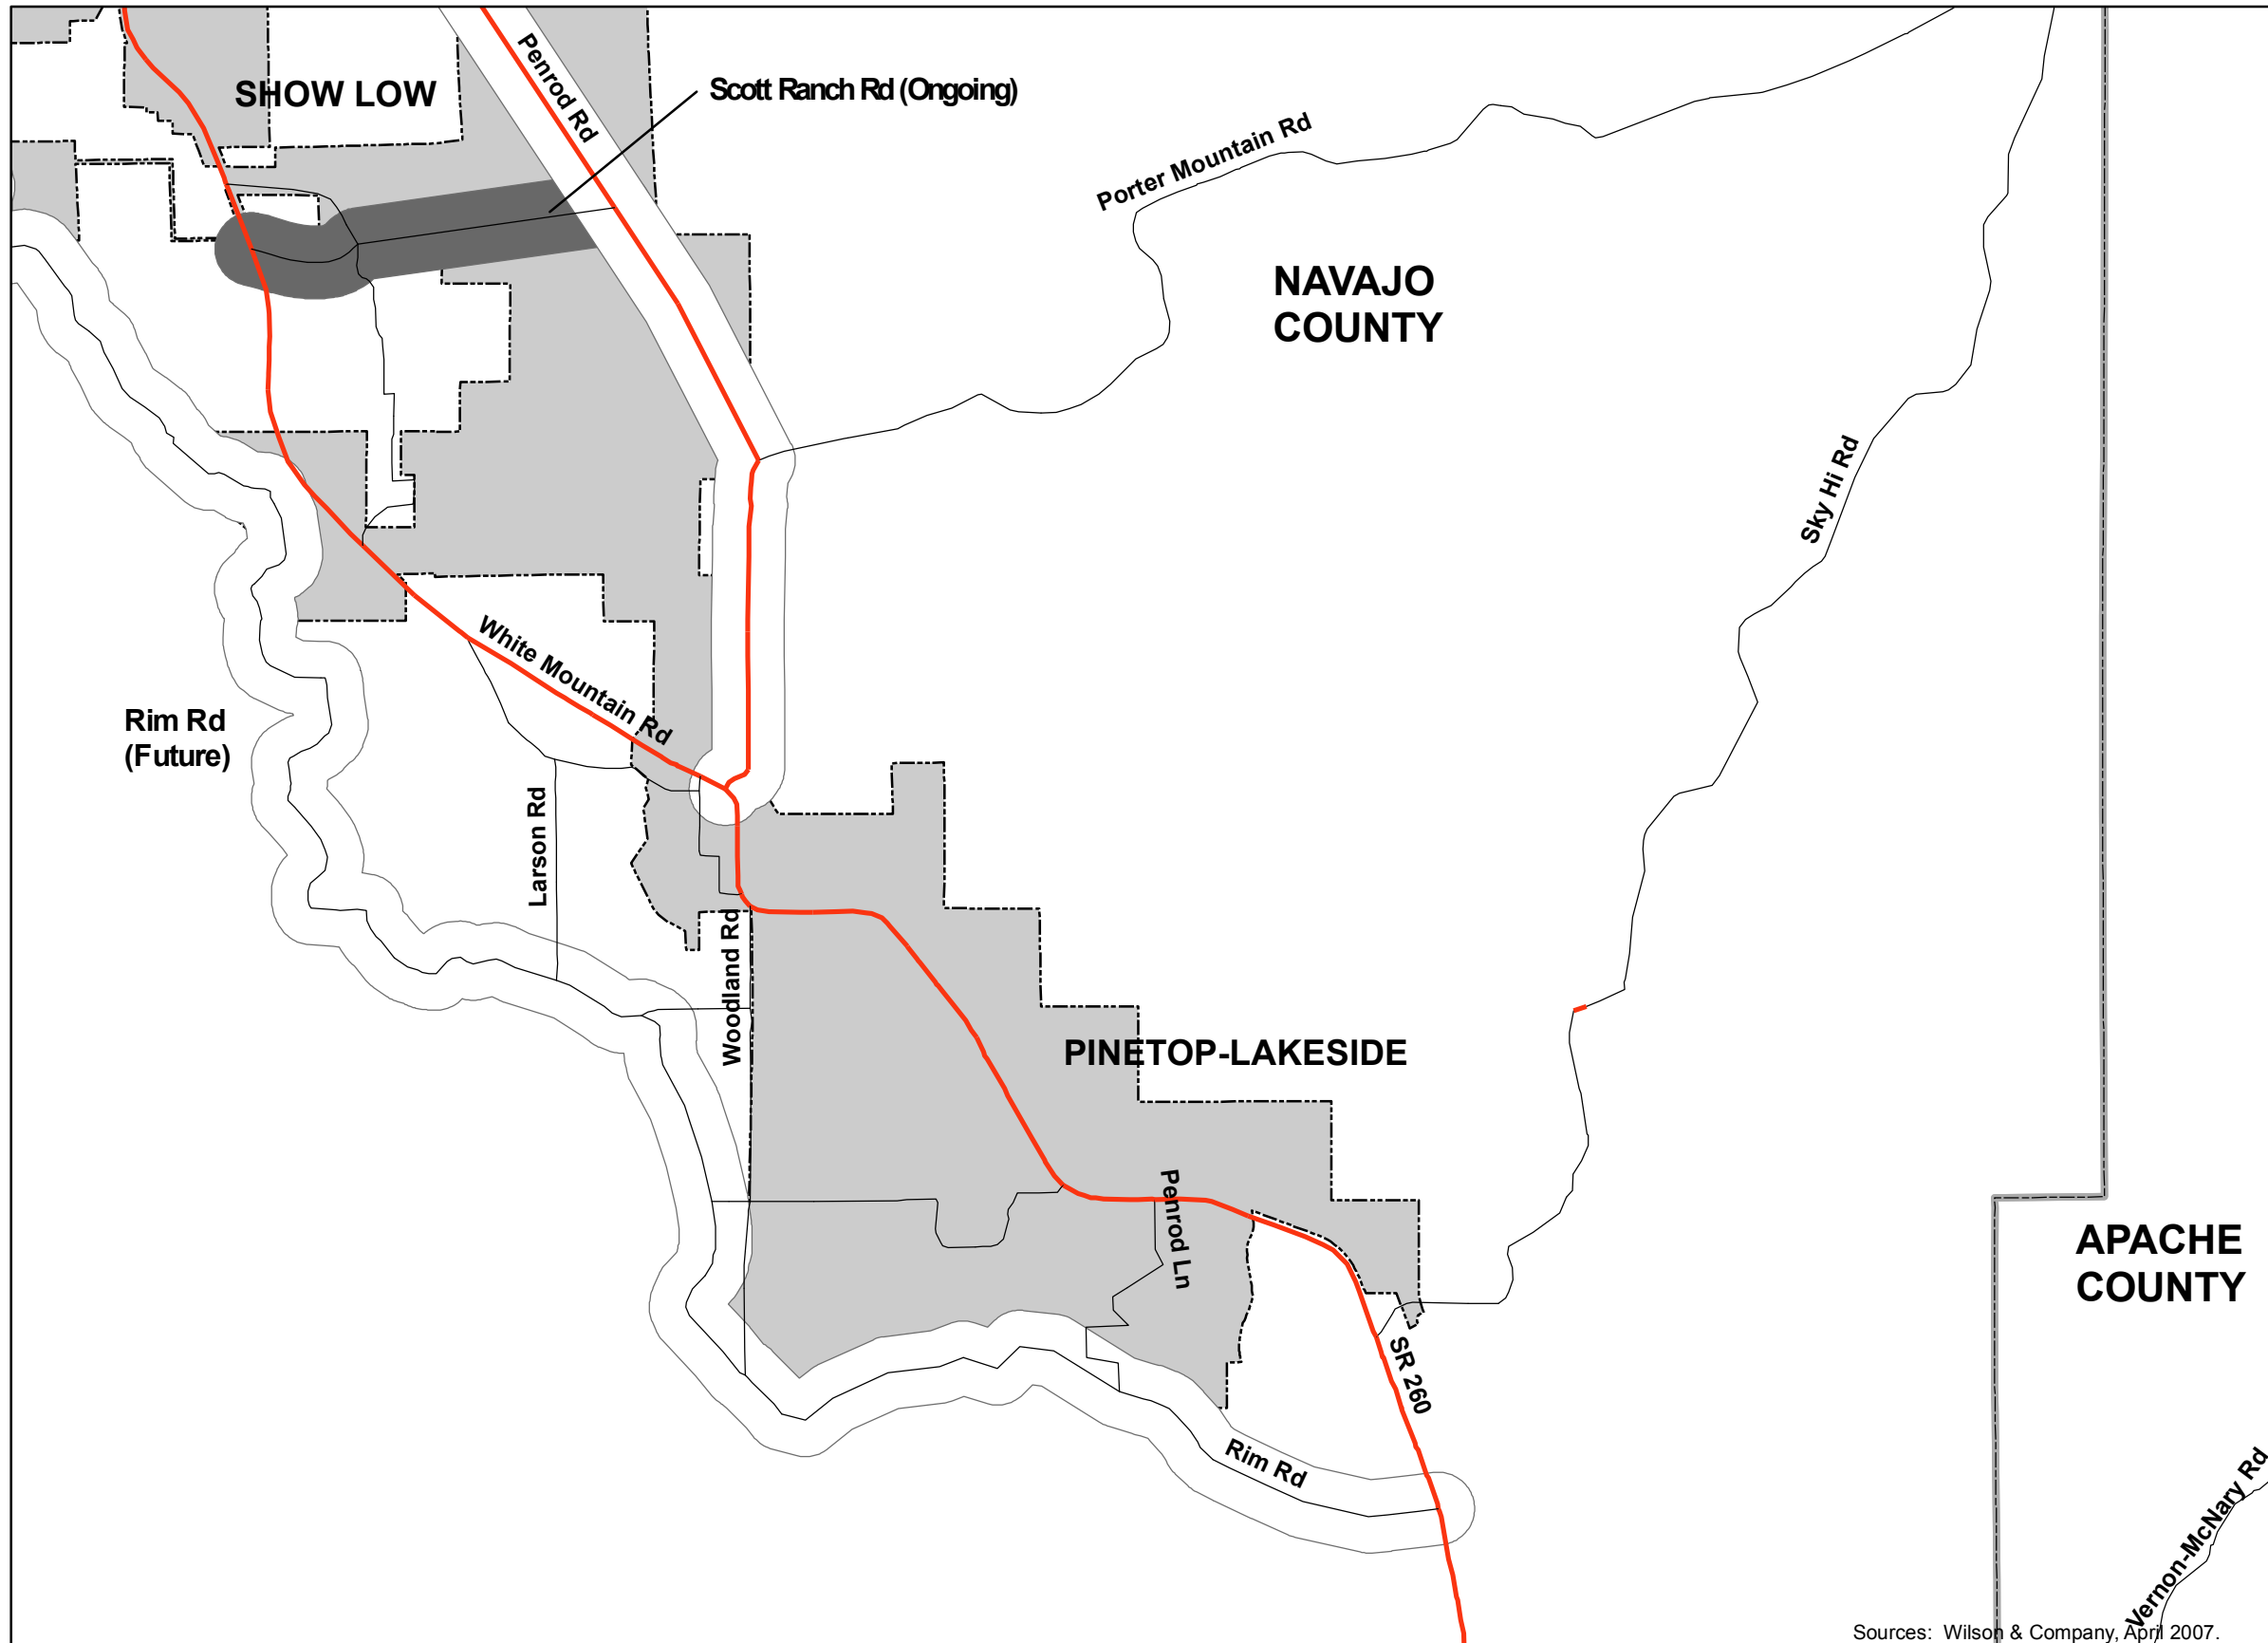 Penrod Rd
SHOW LOW
Scott Ranch Rd (Ongoing)
Porter Mountain Rd
NAVAJO
COUNTY
Sky Hi Rd
White Mountain Rd
Rim Rd
(Future)
Larson Rd
Woodland Rd
PINETOP-LAKESIDE
Penrod Ln
APACHE
COUNTY
SR 260
Rim Rd
Vernon-McNary Rd
Sources: Wilson & Company, April 2007.